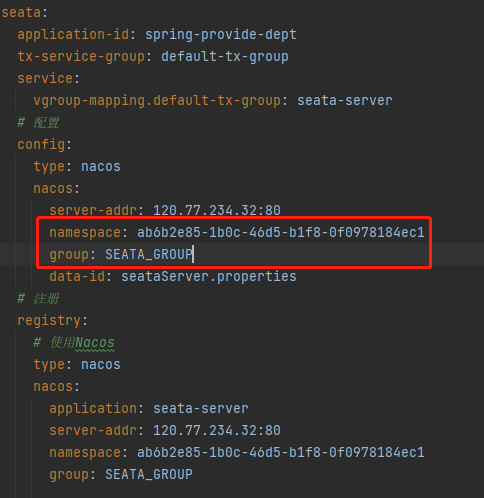 seata:
  application-id: spring-provide-dept
  tx-service-group: default-tx-group
  service:
    vgroup-mapping.default-tx-group: seata-server
  # 配置
  config:
    type: nacos
    nacos:
      server-addr: 120.77.234.32:80
      namespace: ab6b2e85-1b0c-46d5-b1f8-0f0978184ec1
      group: SEATA_GROUP
      data-id: seataServer.properties
  # 注册
  registry:
    # 使用Nacos
    type: nacos
    nacos:
      application: seata-server
      server-addr: 120.77.234.32:80
      namespace: ab6b2e85-1b0c-46d5-b1f8-0f0978184ec1
      group: SEATA_GROUP